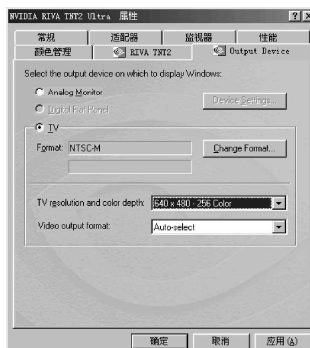 NVIDIA RIVA TNT2 Ultra 属性
常规 适配器 监视器 性能
颜色管理 RIVA TNT2 Output Device
Select the output device on which to display Windows:
Analog Monitor
Device Settings...
Digital Flat Panel
TV
Format: NTSC-M Change Format...
TV resolution and color depth: 640 x 480 - 256 Color
Video output format: Auto-select
确定 取消 应用(A)